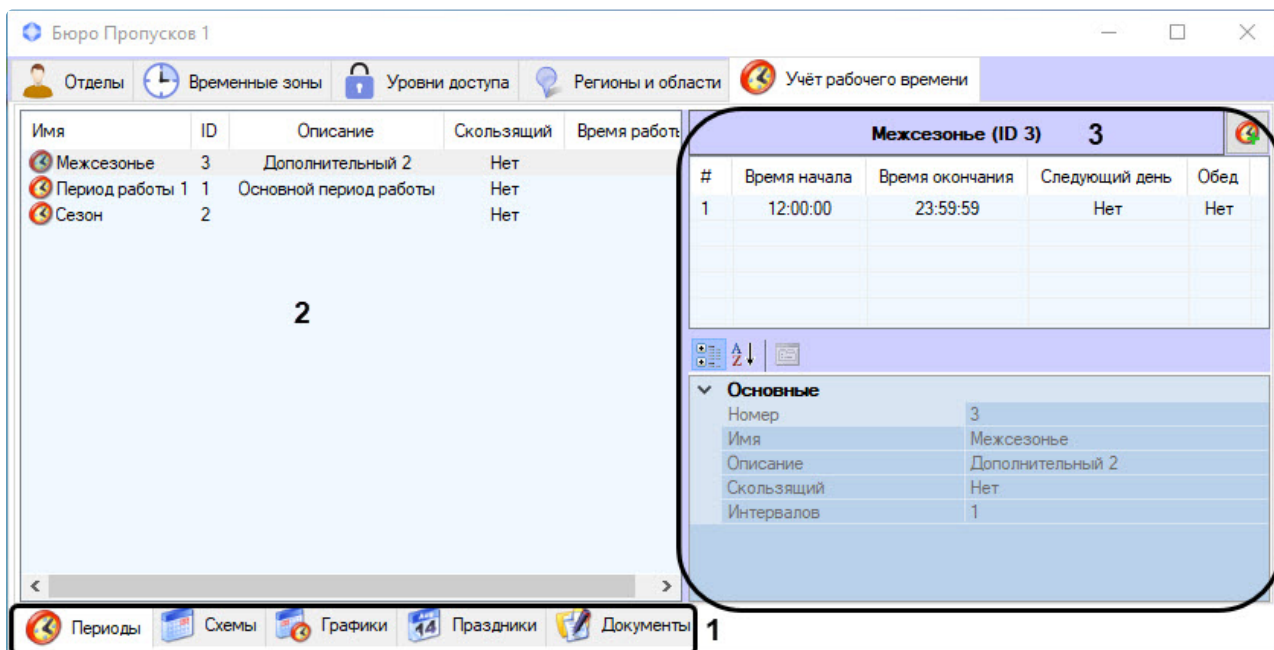 Бюро Пропусков 1
Отделы Временные зоны Уровни доступа Регионы и области Учёт рабочего времени
Имя ID Описание Скользящий Время работ
Межсезонье 3 Дополнительный 2 Нет
Период работы 1 1 Основной период работы Нет
Сезон 2 Нет
2
Межсезонье (ID 3) 3
# Время начала Время окончания Следующий день Обед
1 12:00:00 23:59:59 Нет Нет
Основные
Номер 3
Имя Межсезонье
Описание Дополнительный 2
Скользящий Нет
Интервалов 1
Периоды Схемы Графики 14 Праздники Документы 1